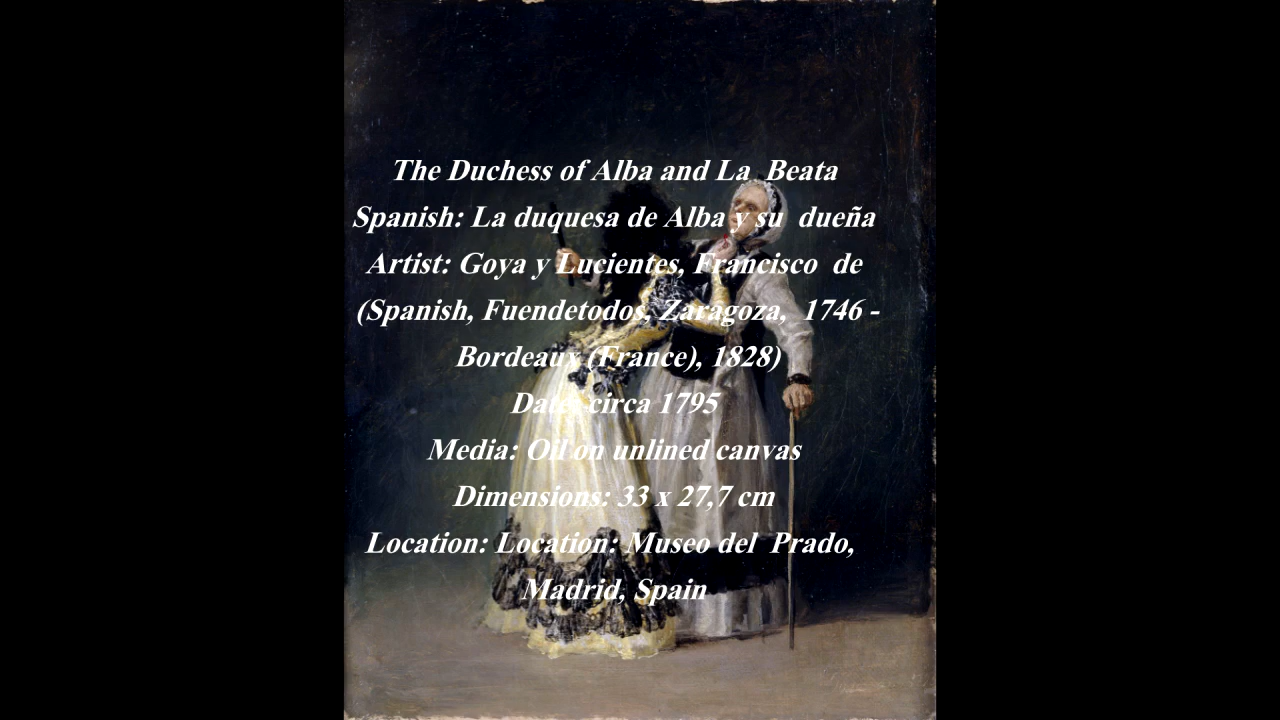 The Duchess of Alba and La Beata
Spanish: La duquesa de Alba y su dueña
Artist: Goya y Lucientes, Francisco de
(Spanish, Fuendetodos, Zaragoza, 1746 -
Bordeaux (France), 1828)
Date: circa 1795
Media: Oil on unlined canvas
Dimensions: 33 x 27,7 cm
Location: Location: Museo del Prado,
Madrid, Spain